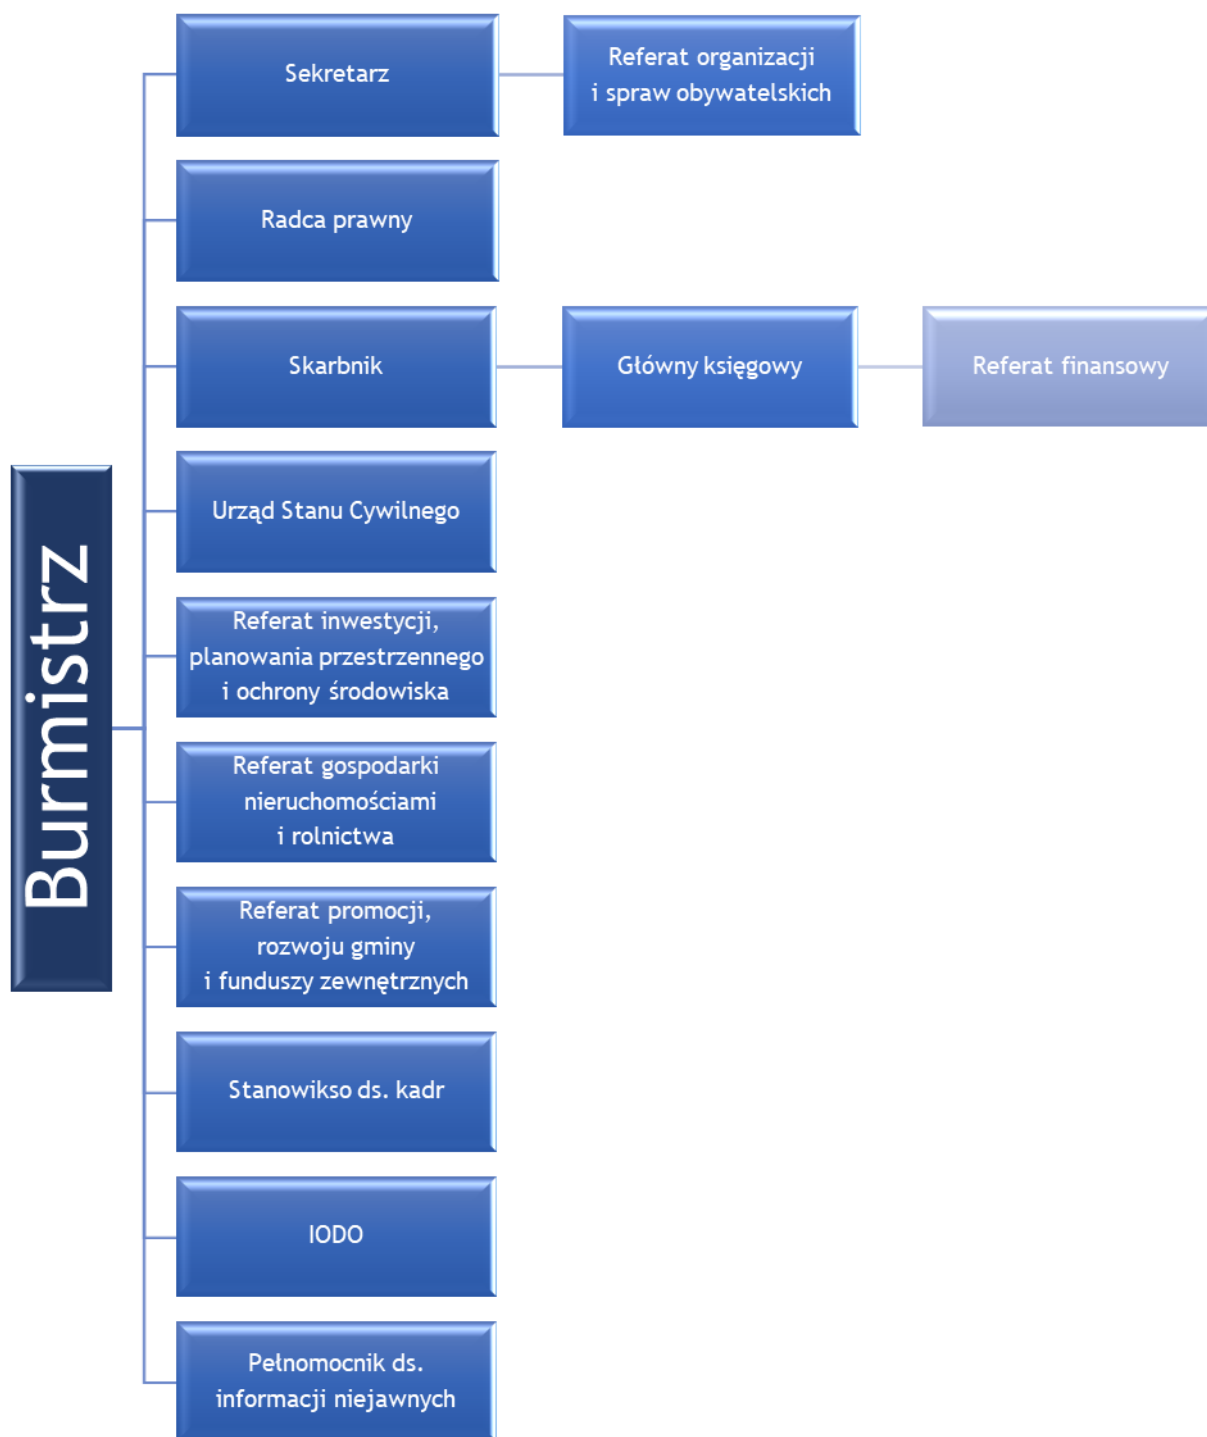 Burmistrz
Sekretarz
Referat organizacji
i spraw obywatelskich
Radca prawny
Skarbnik
Główny księgowy
Referat finansowy
Urząd Stanu Cywilnego
Referat inwestycji,
planowania przestrzennego
i ochrony środowiska
Referat gospodarki
nieruchomościami
i rolnictwa
Referat promocji,
rozwoju gminy
i funduszy zewnętrznych
Stanowikso ds. kadr
IODO
Pełnomocnik ds.
informacji niejawnych